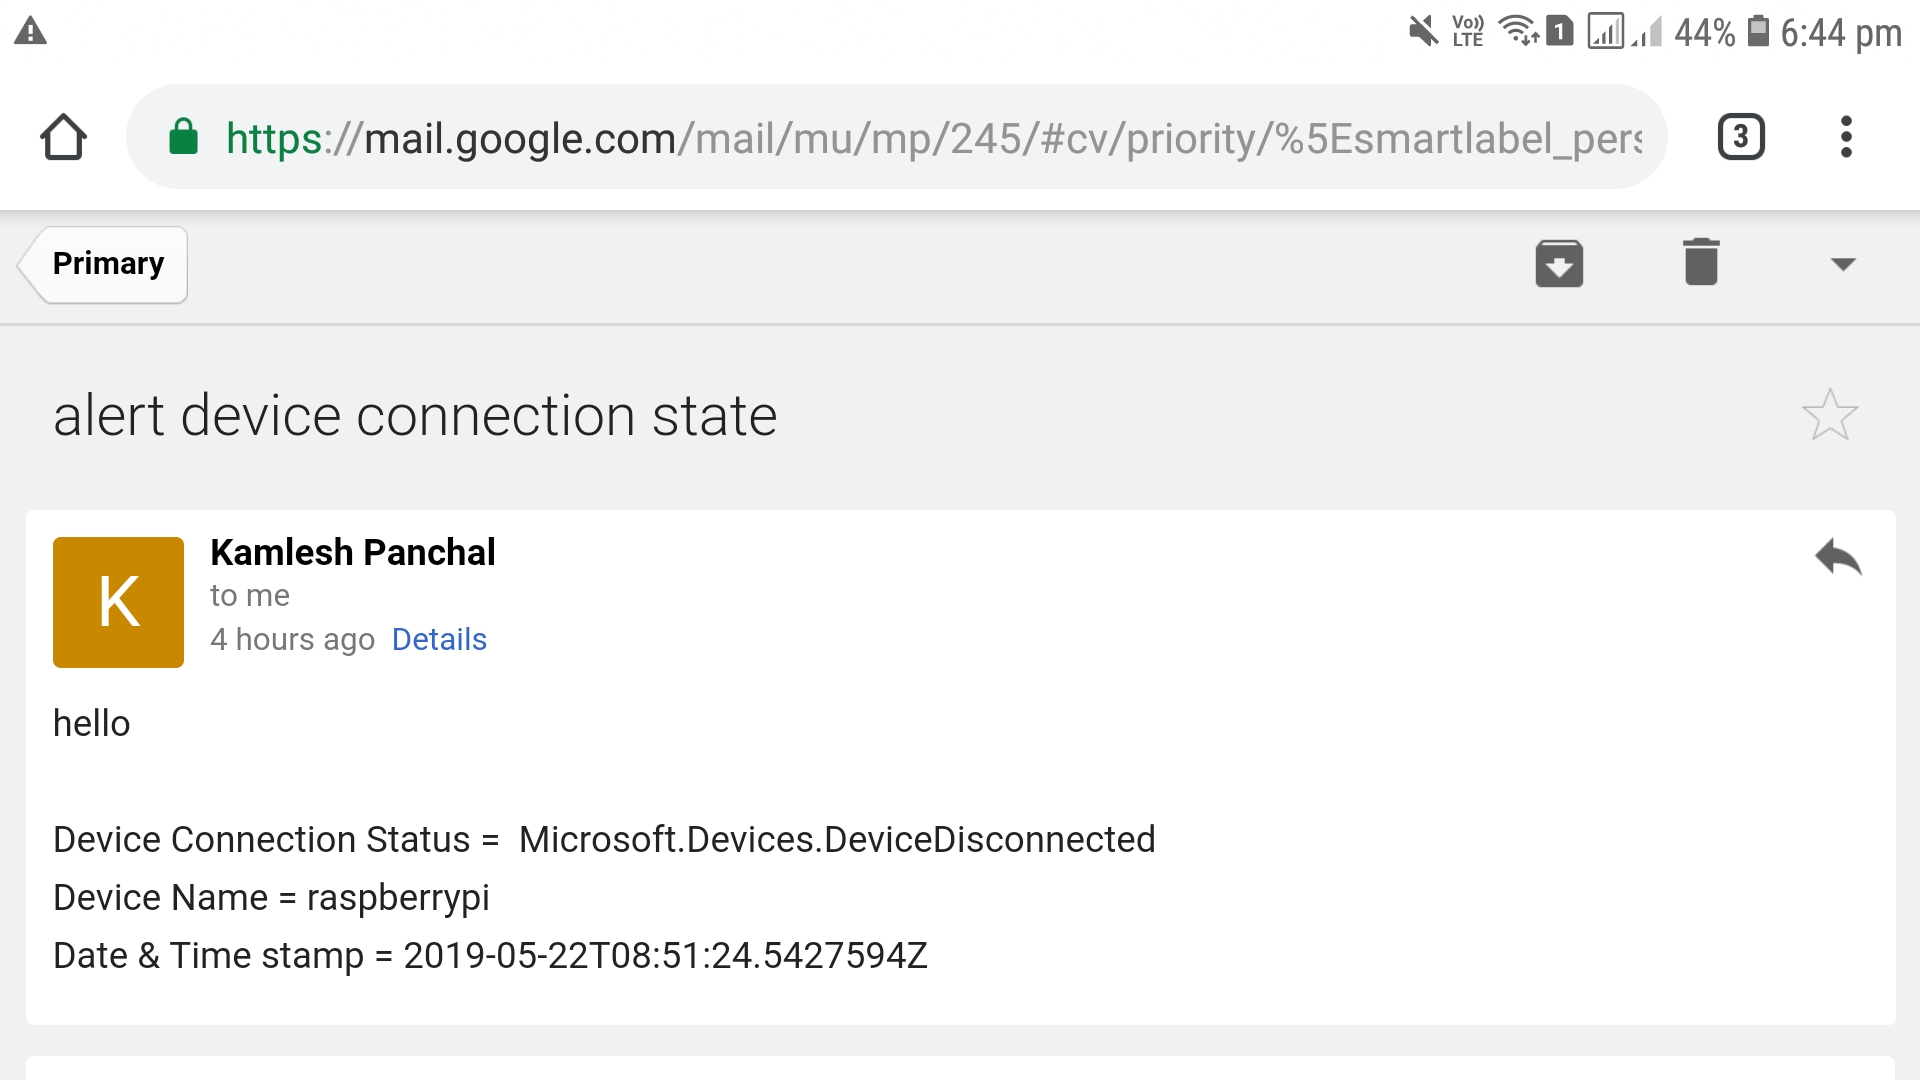 Vo)) LTE 1 44% 6:44 pm
https://mail.google.com/mail/mu/mp/245/#cv/priority/%5Esmartlabel_pers
3
Primary
alert device connection state
K
Kamlesh Panchal
to me
4 hours ago Details
hello
Device Connection Status = Microsoft.Devices.DeviceDisconnected
Device Name = raspberrypi
Date & Time stamp = 2019-05-22T08:51:24.5427594Z